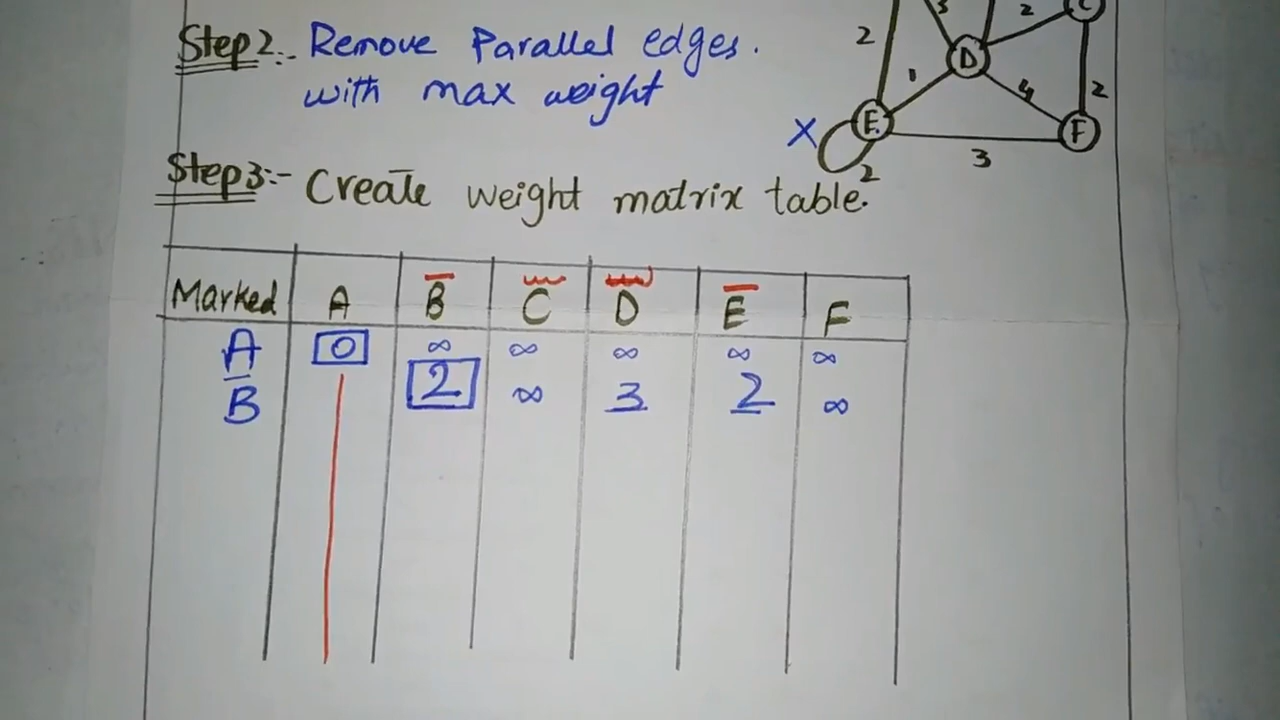 Step2:- Remove Parallel edges.
with max weight
3 2 C
2 D
1 4 2
X E F
2 3
Step3:- Create weight matrix table.
Marked A B C D E F
A 0 ∞ ∞ ∞ ∞ ∞
B 2 ∞ 3 2 ∞